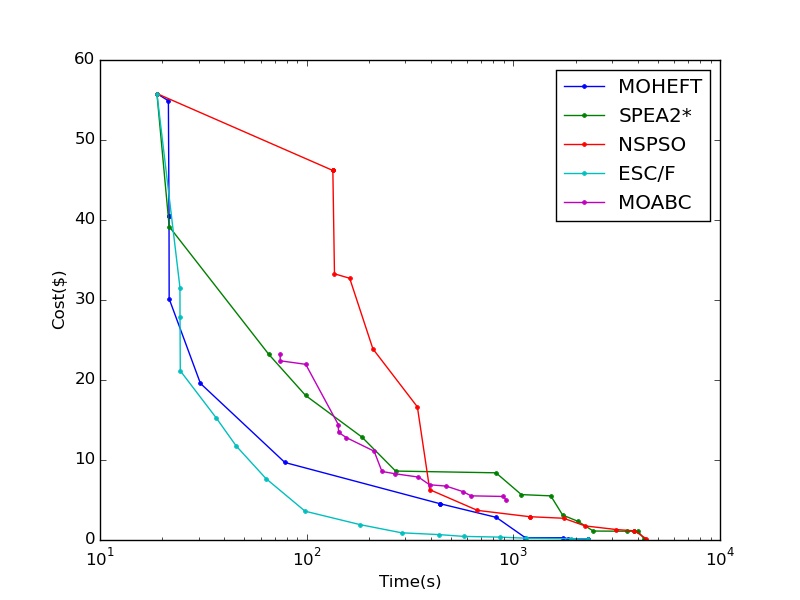 60
50
40
30
20
10
0
Cost($)
10¹
10²
10³
10⁴
Time(s)
MOHEFT
SPEA2*
NSPSO
ESC/F
MOABC